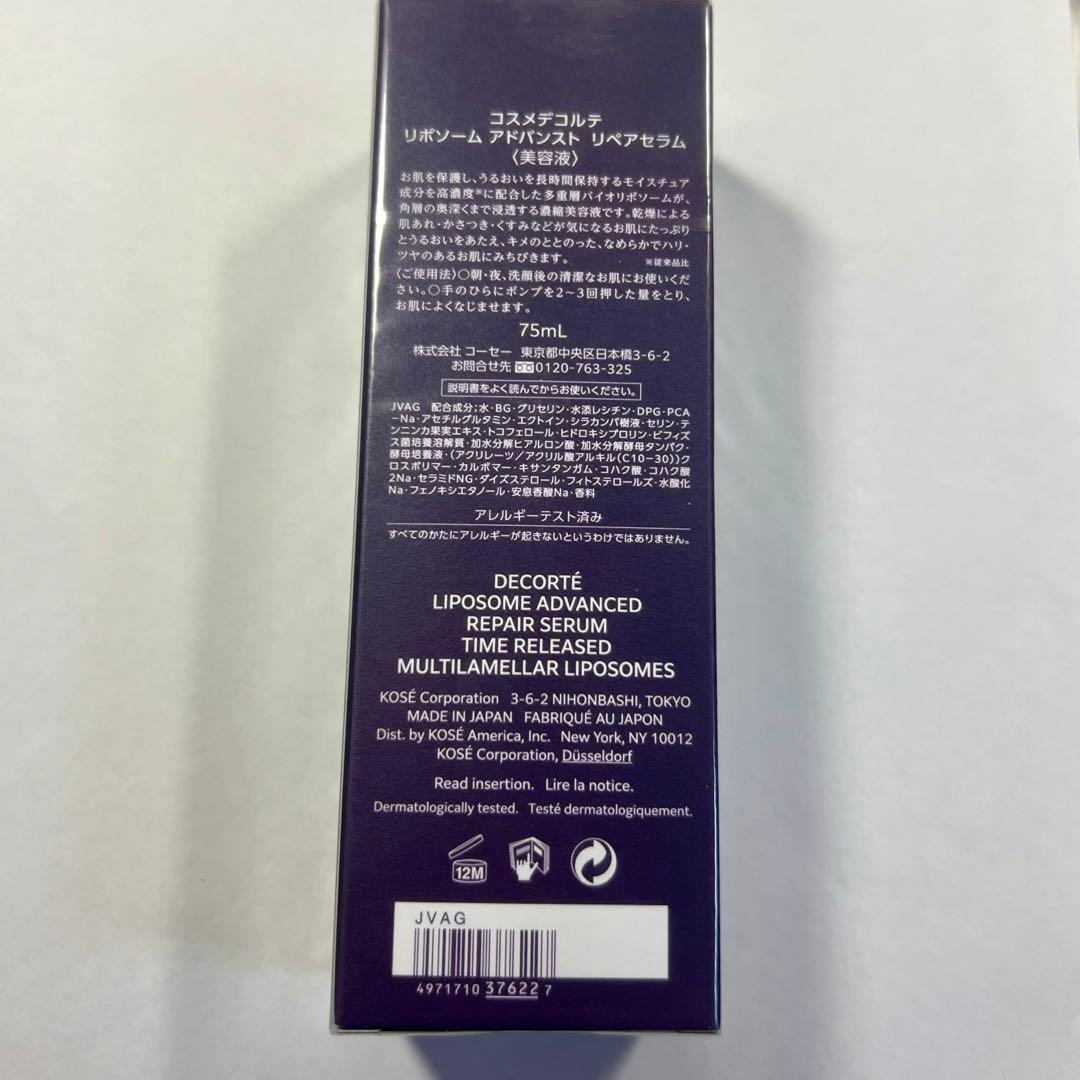 コスメデコルテ
リポソーム アドバンスト リペアセラム
〈美容液〉
お肌を保護し、うるおいを長時間保持するモイスチュア
成分を高濃度※に配合した多重層バイオリポソームが、
角層の奥深くまで浸透する濃縮美容液です。乾燥による
肌あれ・かさつき・くすみなどが気になるお肌にたっぷり
とうるおいをあたえ、キメのととのった、なめらかでハリ・
ツヤのあるお肌にみちびきます。 ※従来品比
〈ご使用法〉○朝・夜、洗顔後の清潔なお肌にお使いくだ
さい。○手のひらにポンプを2〜3回押した量をとり、
お肌によくなじませます。
75mL
株式会社 コーセー 東京都中央区日本橋3-6-2
お問合せ先 0120-763-325
説明書をよく読んでからお使いください。
JVAG 配合成分;水・BG・グリセリン・水添レシチン・DPG・PCA
-Na・アセチルグルタミン・エクトイン・シラカンバ樹液・セリン・テ
ンニンカ果実エキス・トコフェロール・ヒドロキシプロリン・ビフィズ
ス菌培養溶解質・加水分解ヒアルロン酸・加水分解酵母タンパク・
酵母培養液・(アクリレーツ/アクリル酸アルキル(C10-30))ク
ロスポリマー・カルボマー・キサンタンガム・コハク酸・コハク酸
2Na・セラミドNG・ダイズステロール・フィトステロールズ・水酸化
Na・フェノキシエタノール・安息香酸Na・香料
アレルギーテスト済み
すべてのかたにアレルギーが起きないというわけではありません。
DECORTÉ
LIPOSOME ADVANCED
REPAIR SERUM
TIME RELEASED
MULTILAMELLAR LIPOSOMES
KOSÉ Corporation 3-6-2 NIHONBASHI, TOKYO
MADE IN JAPAN FABRIQUÉ AU JAPON
Dist. by KOSÉ America, Inc. New York, NY 10012
KOSÉ Corporation, Düsseldorf
Read insertion. Lire la notice.
Dermatologically tested. Testé dermatologiquement.
12M
JVAG
4971710 37622 7